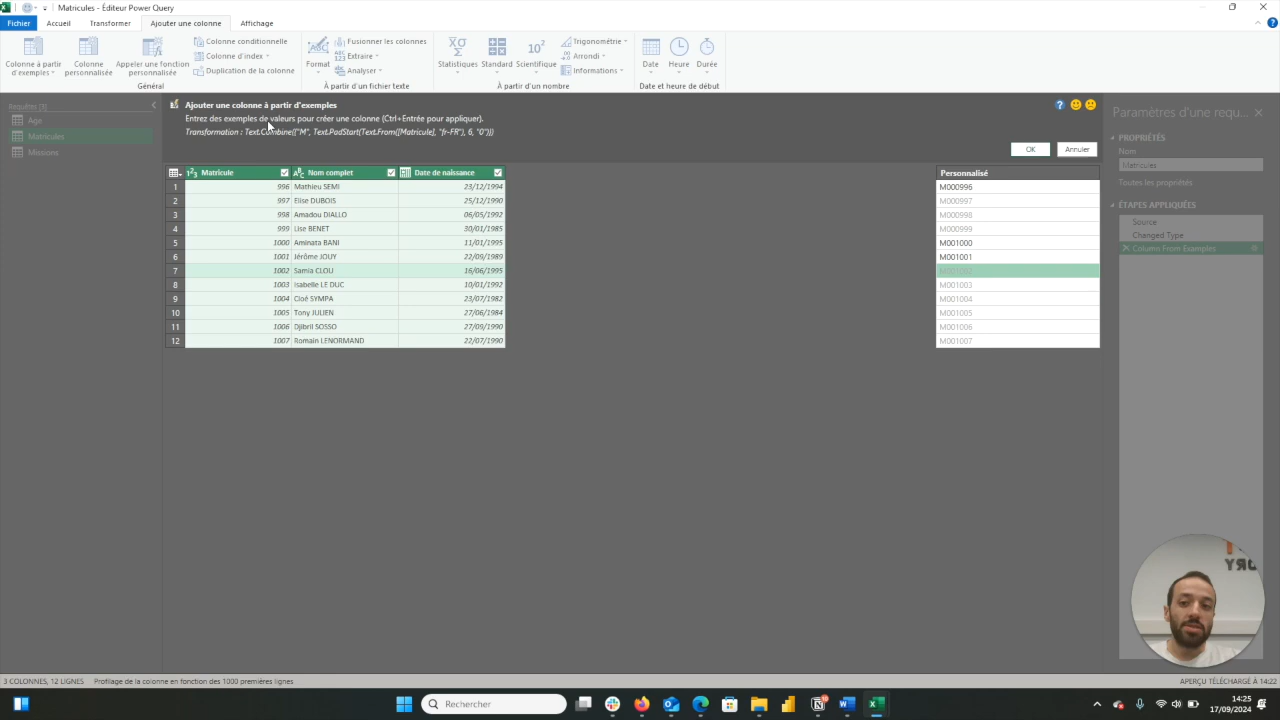 Matricules - Éditeur Power Query
Fichier
Accueil
Transformer
Ajouter une colonne
Affichage
Colonne à partir d'exemples
Colonne personnalisée
Appeler une fonction personnalisée
Colonne conditionnelle
Colonne d'index
Duplication de la colonne
Général
Format
Fusionner les colonnes
Extraire
Analyser
À partir d'un fichier texte
Statistiques
Standard
Scientifique
Trigonométrie
Arrondi
Informations
À partir d'un nombre
Date
Heure
Durée
Date et heure de début
Requêtes [3]
Age
Matricules
Missions
Ajouter une colonne à partir d'exemples
Entrez des exemples de valeurs pour créer une colonne (Ctrl+Entrée pour appliquer).
Transformation : Text.Combine({"M", Text.PadStart(Text.From([Matricule], "fr-FR"), 6, "0")})
OK
Annuler
Matricule Nom complet Date de naissance Personnalisé
1 996 Mathieu SEMI 23/12/1994 M000996
2 997 Elise DUBOIS 25/12/1990 M000997
3 998 Amadou DIALLO 06/05/1992 M000998
4 999 Lise BENET 30/01/1985 M000999
5 1000 Aminata BANI 11/01/1995 M001000
6 1001 Jérôme JOUY 22/09/1989 M001001
7 1002 Samia CLOU 16/06/1995 M001002
8 1003 Isabelle LE DUC 10/01/1992 M001003
9 1004 Cloé SYMPA 23/07/1982 M001004
10 1005 Tony JULIEN 27/06/1984 M001005
11 1006 Djibril SOSSO 27/09/1990 M001006
12 1007 Romain LENORMAND 22/07/1990 M001007
Paramètres d'une requ...
PROPRIÉTÉS
Nom
Matricules
Toutes les propriétés
ÉTAPES APPLIQUÉES
Source
Changed Type
Column From Examples
3 COLONNES, 12 LIGNES
Profilage de la colonne en fonction des 1000 premières lignes
APERÇU TÉLÉCHARGÉ À 14:22
Rechercher
14:25
17/09/2024